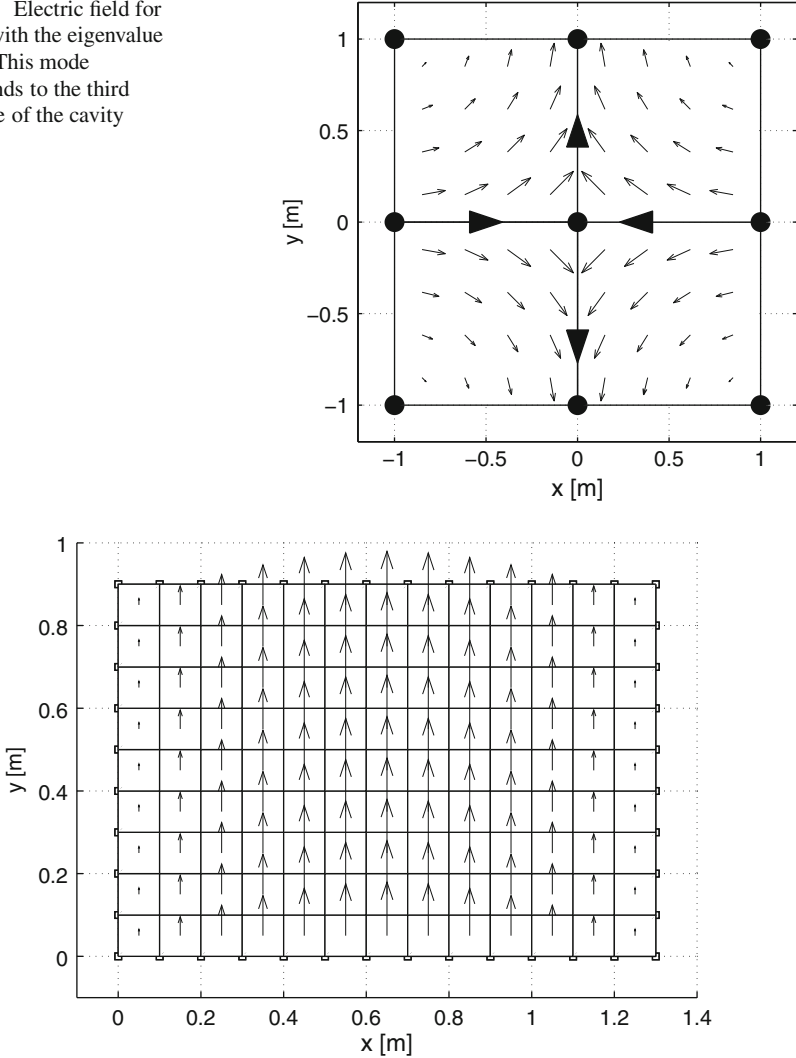 Electric field for
with the eigenvalue
This mode
nds to the third
e of the cavity
1
0.5
0
−0.5
−1
y [m]
−1
−0.5
0
0.5
1
x [m]
1
0.8
0.6
0.4
0.2
0
y [m]
0
0.2
0.4
0.6
0.8
1
1.2
1.4
x [m]